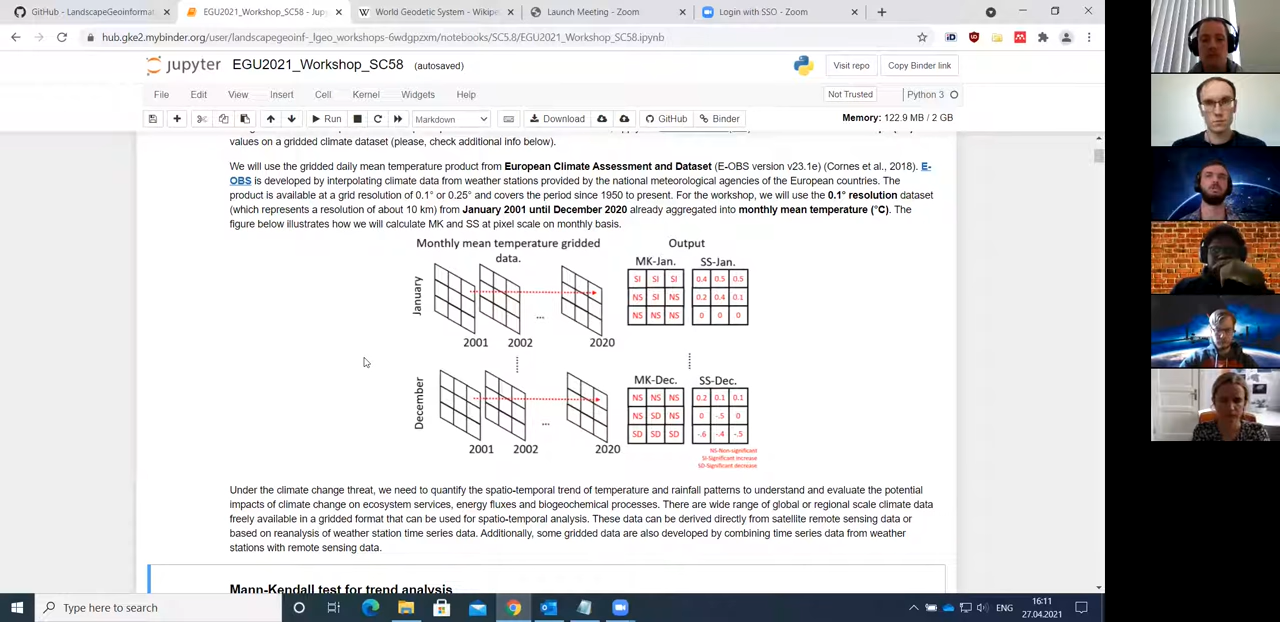 GitHub - LandscapeGeoinformat
EGU2021_Workshop_SC58 - Jupy
World Geodetic System - Wikipe
Launch Meeting - Zoom
Login with SSO - Zoom
hub.gke2.mybinder.org/user/landscapegeoinf-_lgeo_workshops-6wdgpzxm/notebooks/SC5.8/EGU2021_Workshop_SC58.ipynb
jupyter EGU2021_Workshop_SC58 (autosaved)
Visit repo Copy Binder link
File Edit View Insert Cell Kernel Widgets Help
Not Trusted Python 3
Run Markdown Download GitHub Binder Memory: 122.9 MB / 2 GB
values on a gridded climate dataset (please, check additional info below).
We will use the gridded daily mean temperature product from European Climate Assessment and Dataset (E-OBS version v23.1e) (Cornes et al., 2018). E-
OBS is developed by interpolating climate data from weather stations provided by the national meteorological agencies of the European countries. The
product is available at a grid resolution of 0.1° or 0.25° and covers the period since 1950 to present. For the workshop, we will use the 0.1° resolution dataset
(which represents a resolution of about 10 km) from January 2001 until December 2020 already aggregated into monthly mean temperature (°C). The
figure below illustrates how we will calculate MK and SS at pixel scale on monthly basis.
Monthly mean temperature gridded
data.
Output
MK-Jan. SS-Jan.
January
SI SI SI 0.4 0.5 0.5
NS SI NS 0.2 0.4 0.1
NS NS NS 0 0 0
...
2001 2002 2020
MK-Dec. SS-Dec.
December
NS NS NS 0.2 0.1 0.1
NS SD NS 0 -.5 0
SD SD SD -.6 -.4 -.5
...
2001 2002 2020
NS-Non-significant
SI-Significant increase
SD-Significant decrease
Under the climate change threat, we need to quantify the spatio-temporal trend of temperature and rainfall patterns to understand and evaluate the potential
impacts of climate change on ecosystem services, energy fluxes and biogeochemical processes. There are wide range of global or regional scale climate data
freely available in a gridded format that can be used for spatio-temporal analysis. These data can be derived directly from satellite remote sensing data or
based on reanalysis of weather station time series data. Additionally, some gridded data are also developed by combining time series data from weather
stations with remote sensing data.
Mann-Kendall test for trend analysis
Type here to search
ENG
16:11
27.04.2021